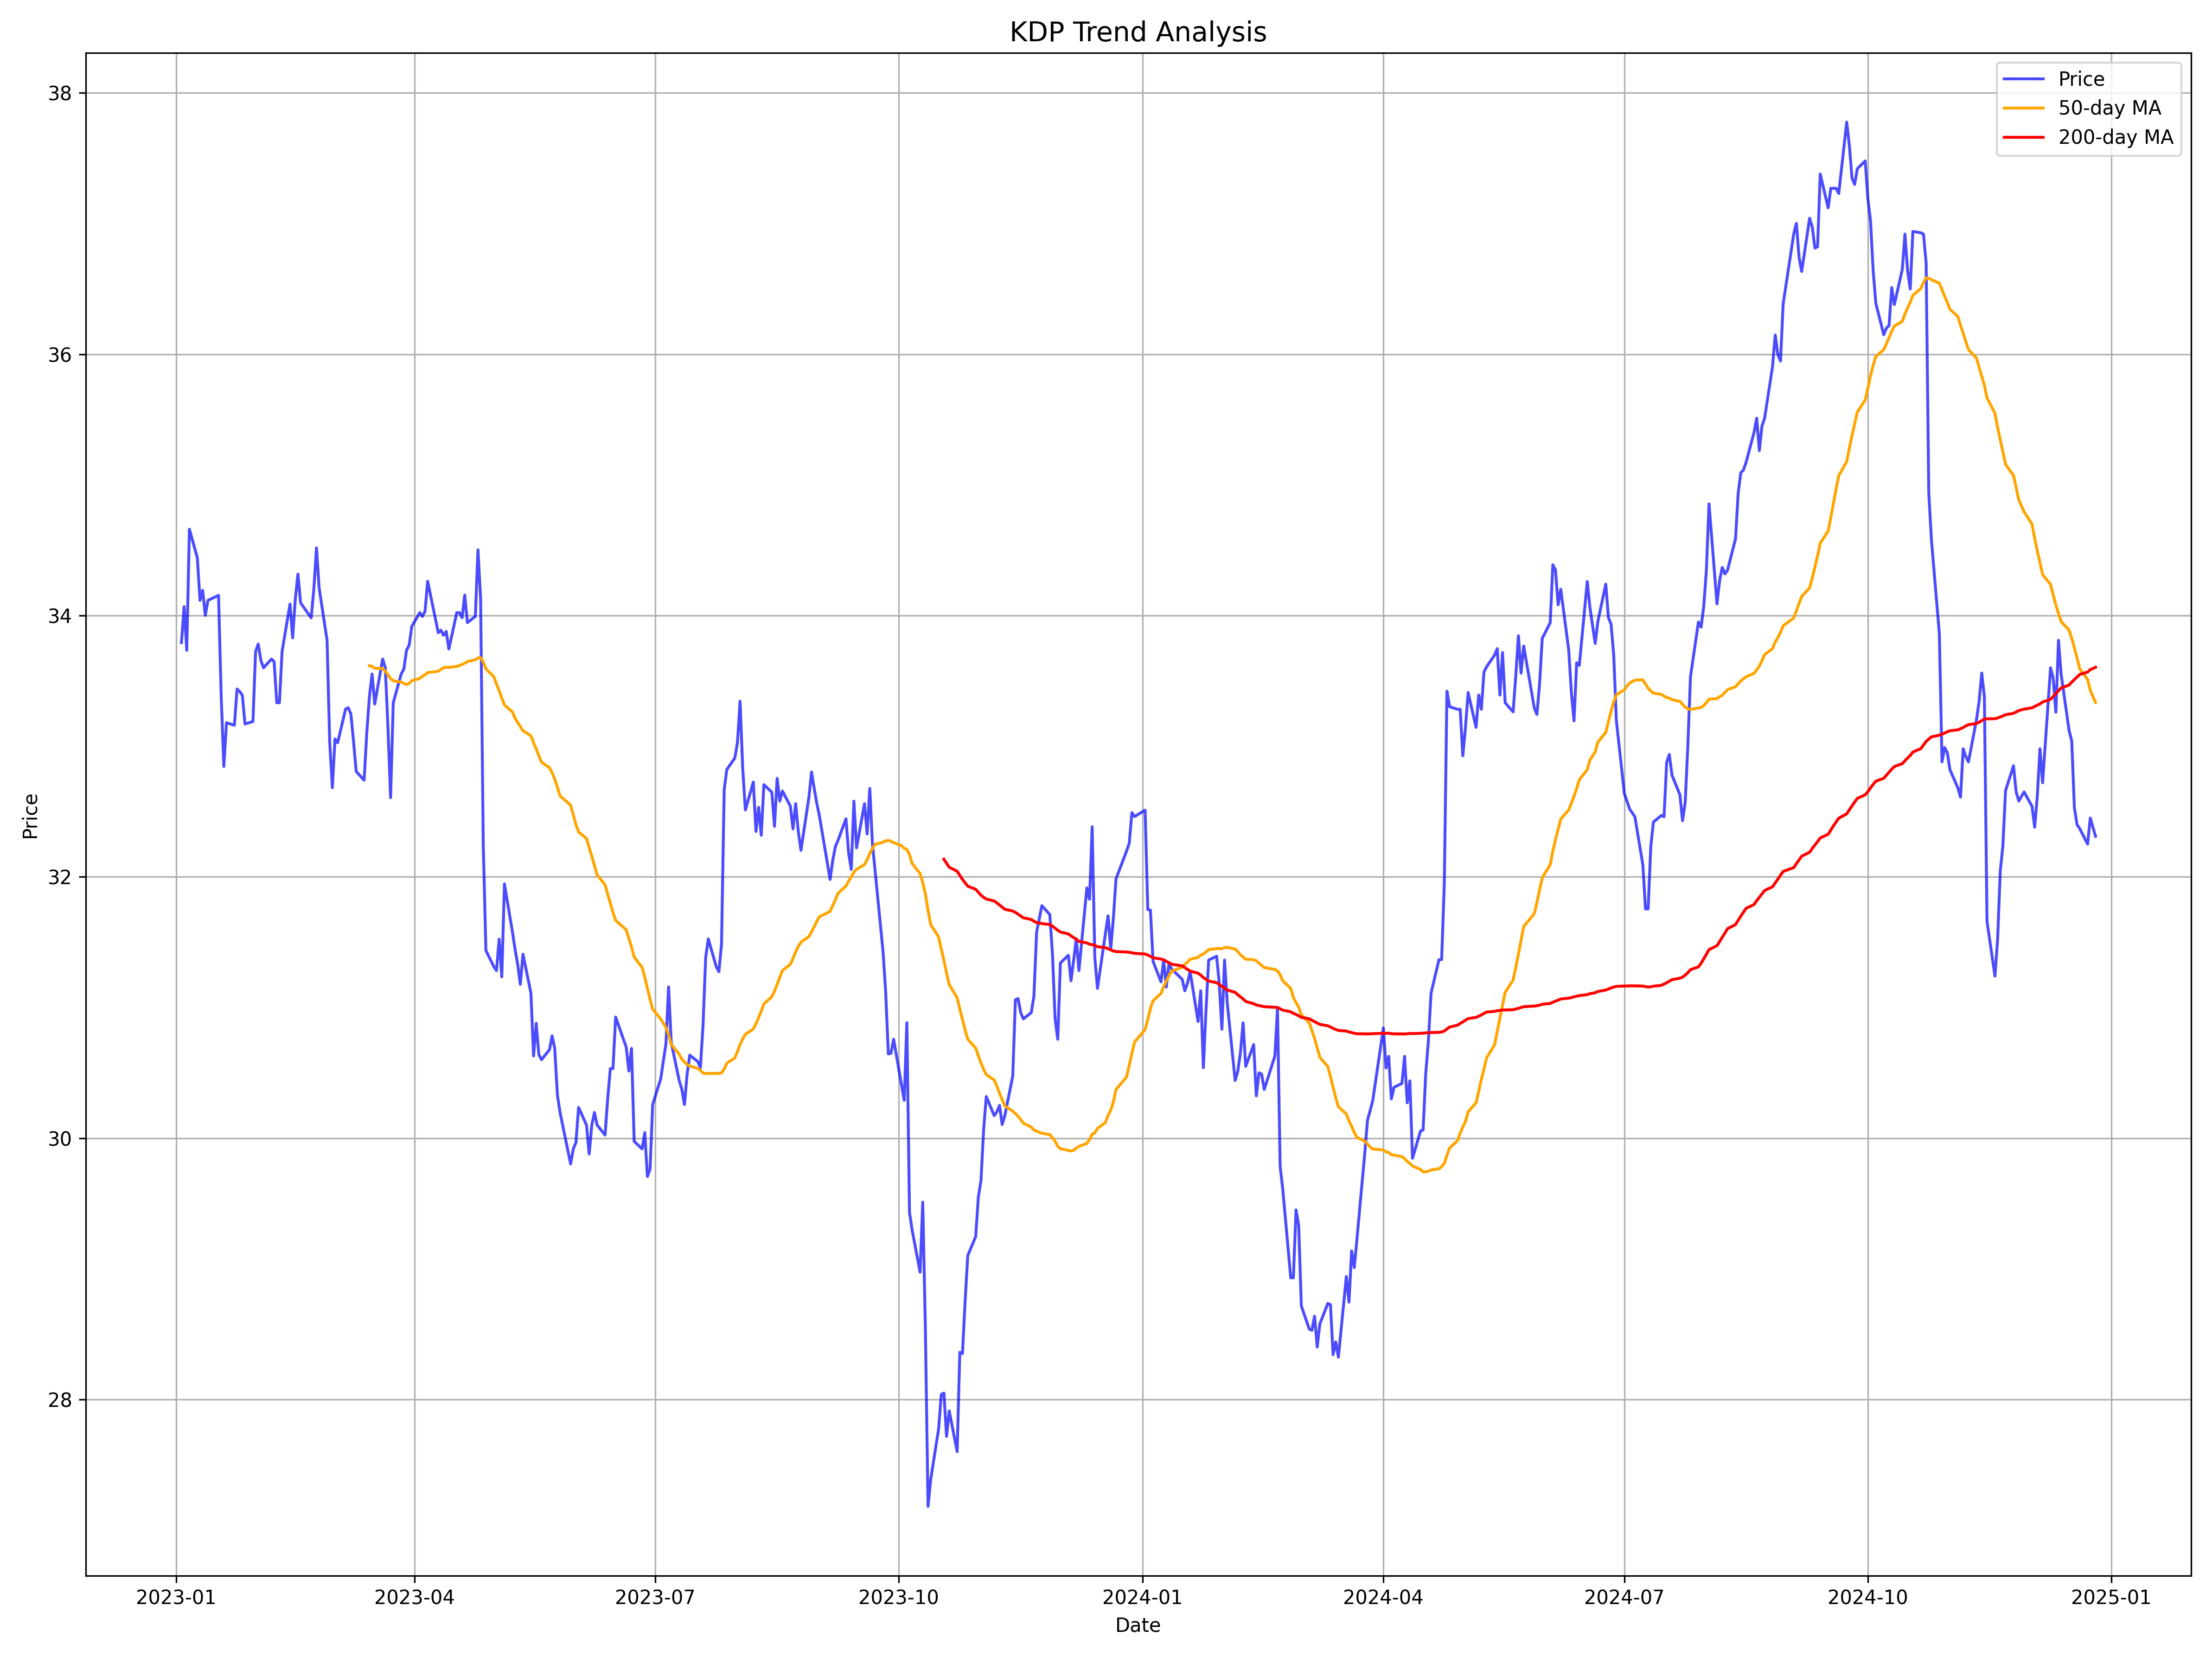 KDP Trend Analysis
Price
50-day MA
200-day MA
38
36
34
32
30
28
Price
2023-01
2023-04
2023-07
2023-10
2024-01
2024-04
2024-07
2024-10
2025-01
Date